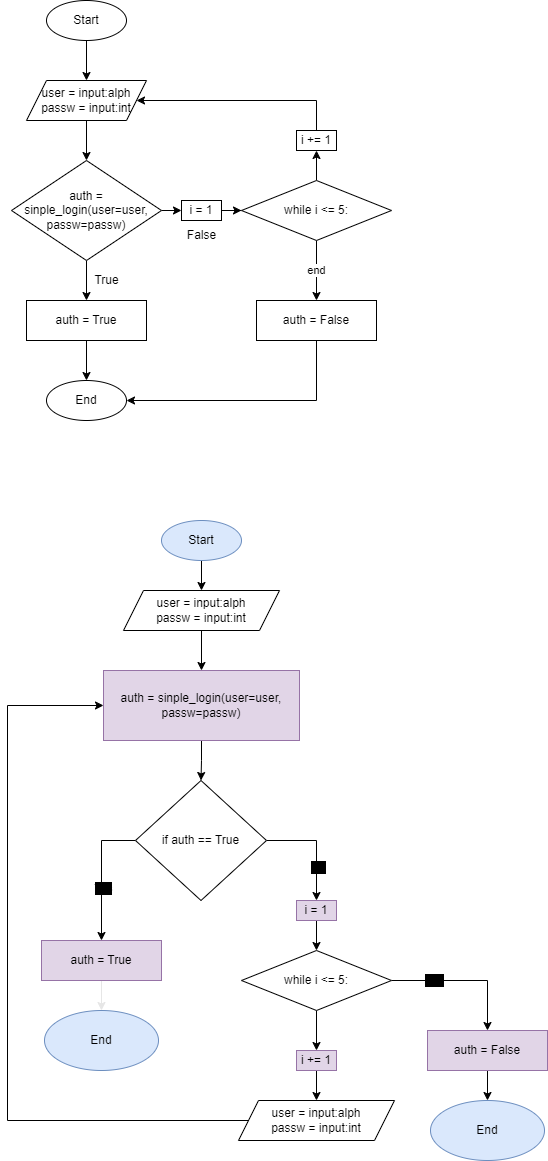 Start
user = input:alph
passw = input:int
i += 1
auth =
sinple_login(user=user,
passw=passw)
i = 1
while i <= 5:
False
True
end
auth = True
auth = False
End
Start
user = input:alph
passw = input:int
auth = sinple_login(user=user,
passw=passw)
if auth == True
i = 1
auth = True
while i <= 5:
End
i += 1
auth = False
user = input:alph
passw = input:int
End